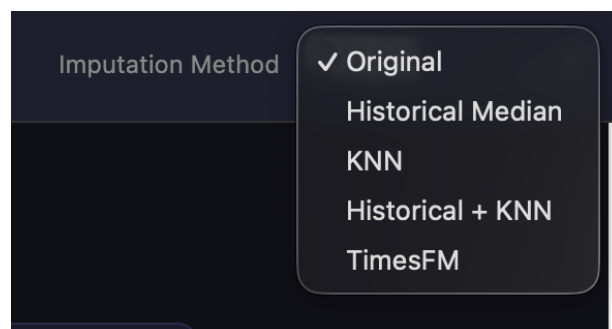 Imputation Method
✓ Original
Historical Median
KNN
Historical + KNN
TimesFM